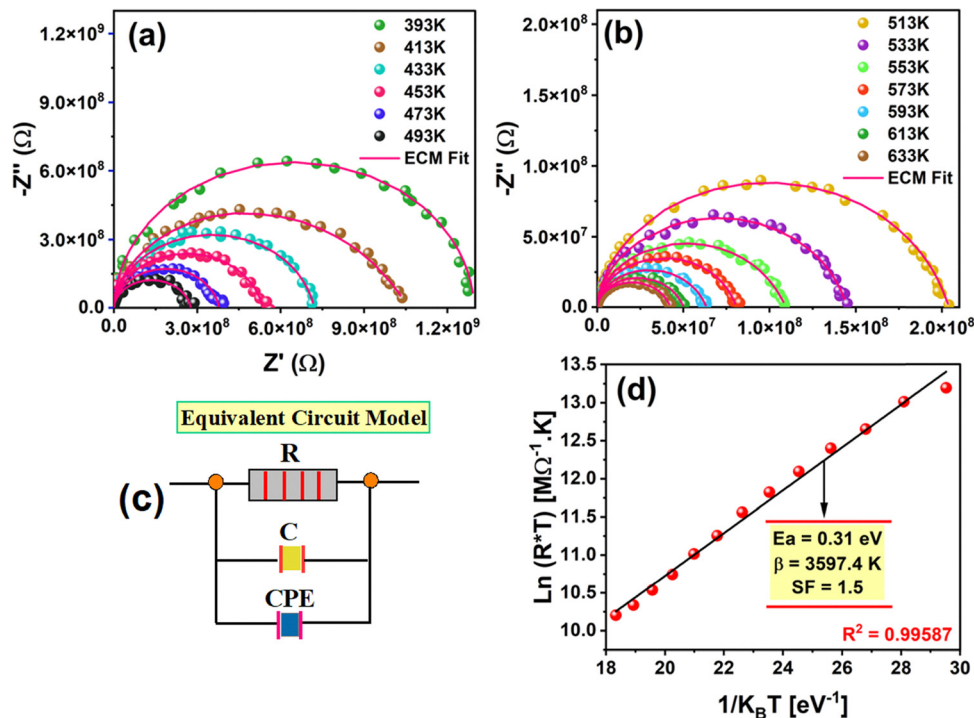 (a)
1.2×10⁹
9.0×10⁸
6.0×10⁸
3.0×10⁸
0.0
-Z'' (Ω)
393K
413K
433K
453K
473K
493K
ECM Fit
0.0 3.0×10⁸ 6.0×10⁸ 9.0×10⁸ 1.2×10⁹
Z' (Ω)
(b)
2.0×10⁸
1.5×10⁸
1.0×10⁸
5.0×10⁷
0.0
-Z'' (Ω)
513K
533K
553K
573K
593K
613K
633K
ECM Fit
0.0 5.0×10⁷ 1.0×10⁸ 1.5×10⁸ 2.0×10⁸
Z' (Ω)
Equivalent Circuit Model
(c)
R
C
CPE
(d)
13.5
13.0
12.5
12.0
11.5
11.0
10.5
10.0
Ln (R*T) [MΩ⁻¹.K]
Ea = 0.31 eV
β = 3597.4 K
SF = 1.5
R² = 0.99587
18 20 22 24 26 28 30
1/K_BT [eV⁻¹]